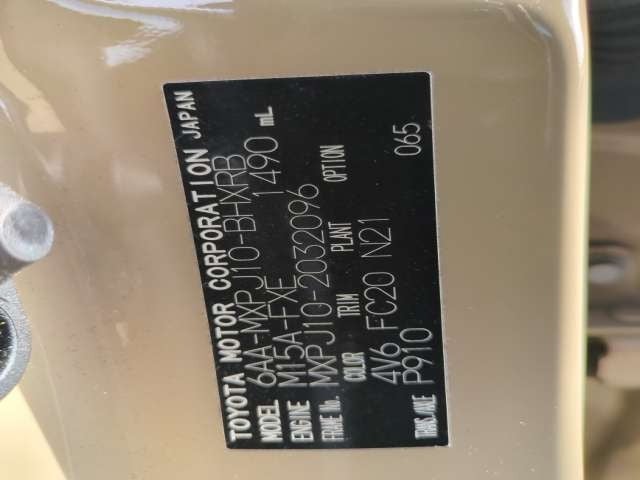 TOYOTA MOTOR CORPORATION JAPAN
MODEL 6AA-MXPJ10-BHXRB
ENGINE M15A-FXE 1490 mL
FRAME No. MXPJ10-2032096
COLOR TRIM PLANT OPTION
4V6 FC20 N21 065
TRANS/AXLE P910